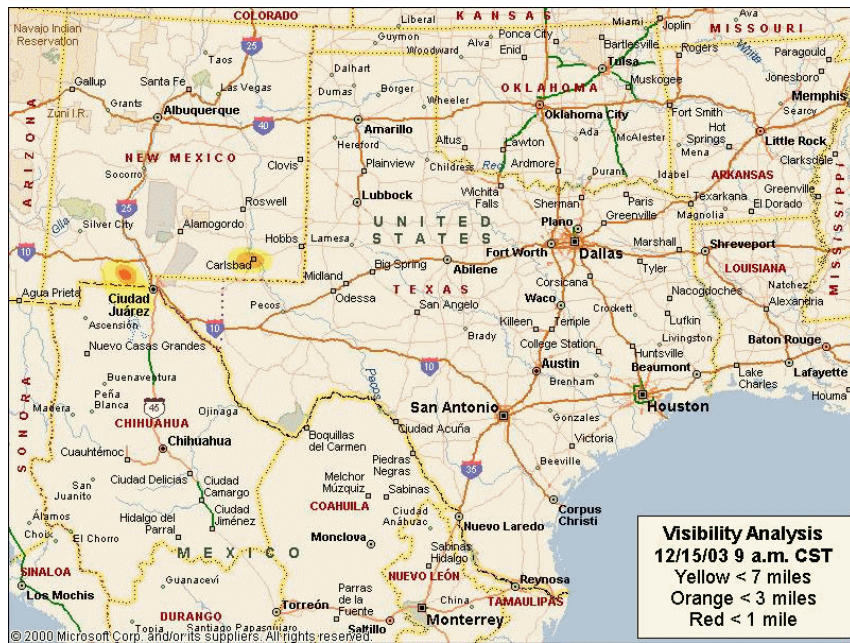 COLORADO
KANSAS
MISSOURI
Navajo Indian
Reservation
Liberal
Ponca City
Miami
Joplin
Ava
Guymon
Alva
Bartlesville
Rogers
White
Paragould
Taos
Woodward
Enid
Tulsa
Jonesboro
Gallup
Santa Fe
Las Vegas
Dalhart
Dumas
Borger
Wheeler
OKLAHOMA
Muskogee
Fort Smith
Searcy
Memphis
Grants
Zuni I.R.
Albuquerque
40
Amarillo
Oklahoma City
Hot
Springs
Little Rock
ARIZONA
NEW MEXICO
Hereford
Altus
Lawton
Ada
McAlester
Mena
Clarksdale
Clovis
Plainview
Childress
Red
Ardmore
Durant
Idabel
ARKANSAS
Socorro
25
Roswell
Lubbock
Wichita
Falls
Sherman
Paris
Texarkana
Greenville
El Dorado
Magnolia
MISSISSIPPI
Gila
Silver City
Alamogordo
UNITED
STATES
Plano
Greenville
Hobbs
Lamesa
Fort Worth
Dallas
Marshall
Shreveport
10
Carlsbad
Big Spring
Abilene
Tyler
LOUISIANA
Midland
Corsicana
Natchez
Agua Prieta
Ciudad
Juárez
Pecos
Odessa
TEXAS
San Angelo
Waco
Nacogdoches
Alexandria
Ascensión
10
Brady
Killeen
Temple
Crockett
Lufkin
Nuevo Casas Grandes
College Station
Huntsville
Livingston
Baton Rouge
SONORA
Buenaventura
Pecos
10
Austin
Brenham
Beaumont
Lake
Charles
Lafayette
Madera
Peña
Blanca
45
Ojinaga
San Antonio
Houston
Houma
CHIHUAHUA
Ciudad Acuña
Gonzales
Chihuahua
Boquillas
del Carmen
Victoria
Cuauhtémoc
Piedras
Negras
35
Beeville
San
Juanito
Ciudad Delicias
Ciudad
Camargo
Melchor
Múzquiz
Sabinas
Corpus
Christi
Álamos
Choix
Hidalgo del
Parral
Ciudad
Jiménez
COAHUILA
Ciudad
Anáhuac
Nuevo Laredo
El Chorro
MEXICO
Monclova
Sabinas
Hidalgo
SINALOA
Guanaceví
NUEVO LEÓN
Reynosa
Los Mochis
Parras
de la
Fuente
China
TAMAULIPAS
DURANGO
Torreón
Monterrey
Topia
Santiago Papasquiaro
Saltillo
© 2000 Microsoft Corp. and/or its suppliers. All rights reserved.
Visibility Analysis
12/15/03 9 a.m. CST
Yellow < 7 miles
Orange < 3 miles
Red < 1 mile